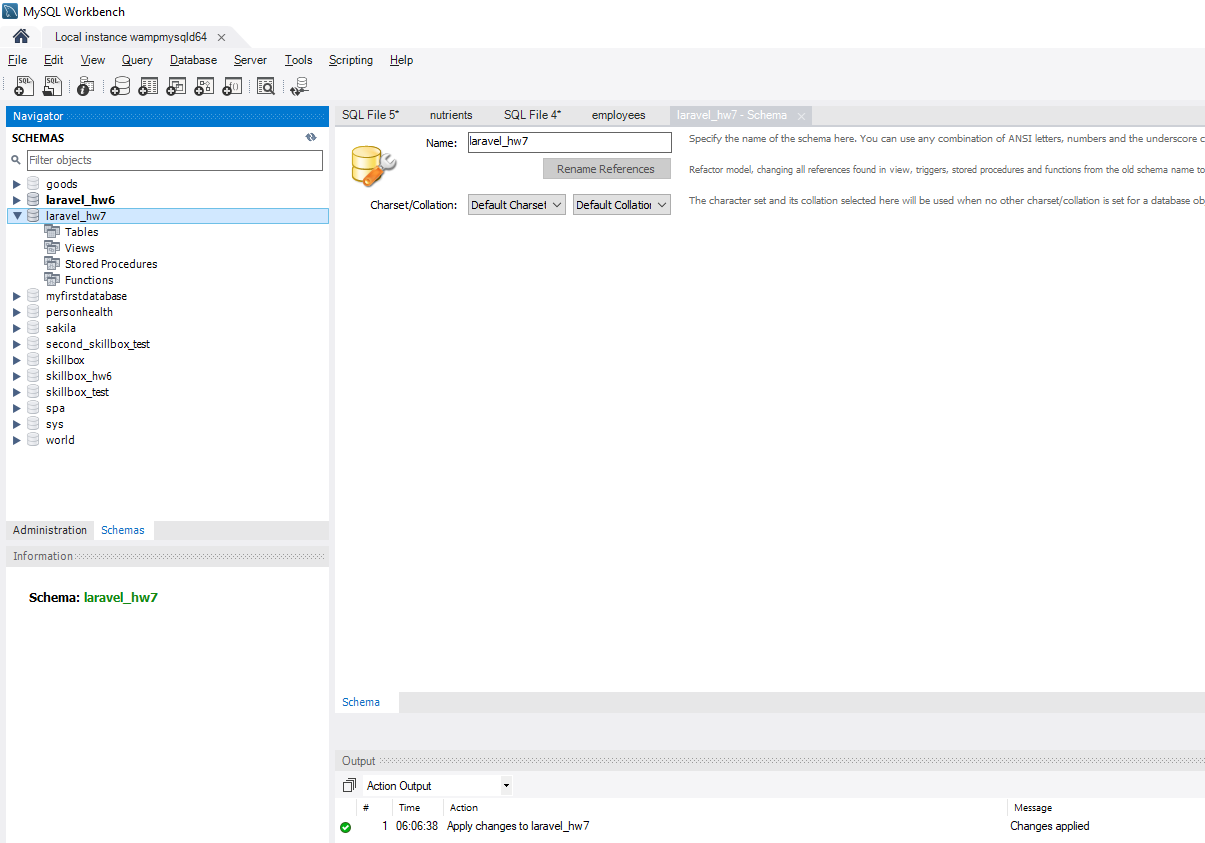 MySQL Workbench
Local instance wampmysqld64
File Edit View Query Database Server Tools Scripting Help
Navigator
SCHEMAS
Filter objects
goods
laravel_hw6
laravel_hw7
Tables
Views
Stored Procedures
Functions
myfirstdatabase
personhealth
sakila
second_skillbox_test
skillbox
skillbox_hw6
skillbox_test
spa
sys
world
Administration Schemas
Information
Schema: laravel_hw7
SQL File 5* nutrients SQL File 4* employees laravel_hw7 - Schema
Name: laravel_hw7 Specify the name of the schema here. You can use any combination of ANSI letters, numbers and the underscore c
Rename References Refactor model, changing all references found in view, triggers, stored procedures and functions from the old schema name to
Charset/Collation: Default Charset Default Collation The character set and its collation selected here will be used when no other charset/collation is set for a database ob
Schema
Output
Action Output
# Time Action Message
1 06:06:38 Apply changes to laravel_hw7 Changes applied